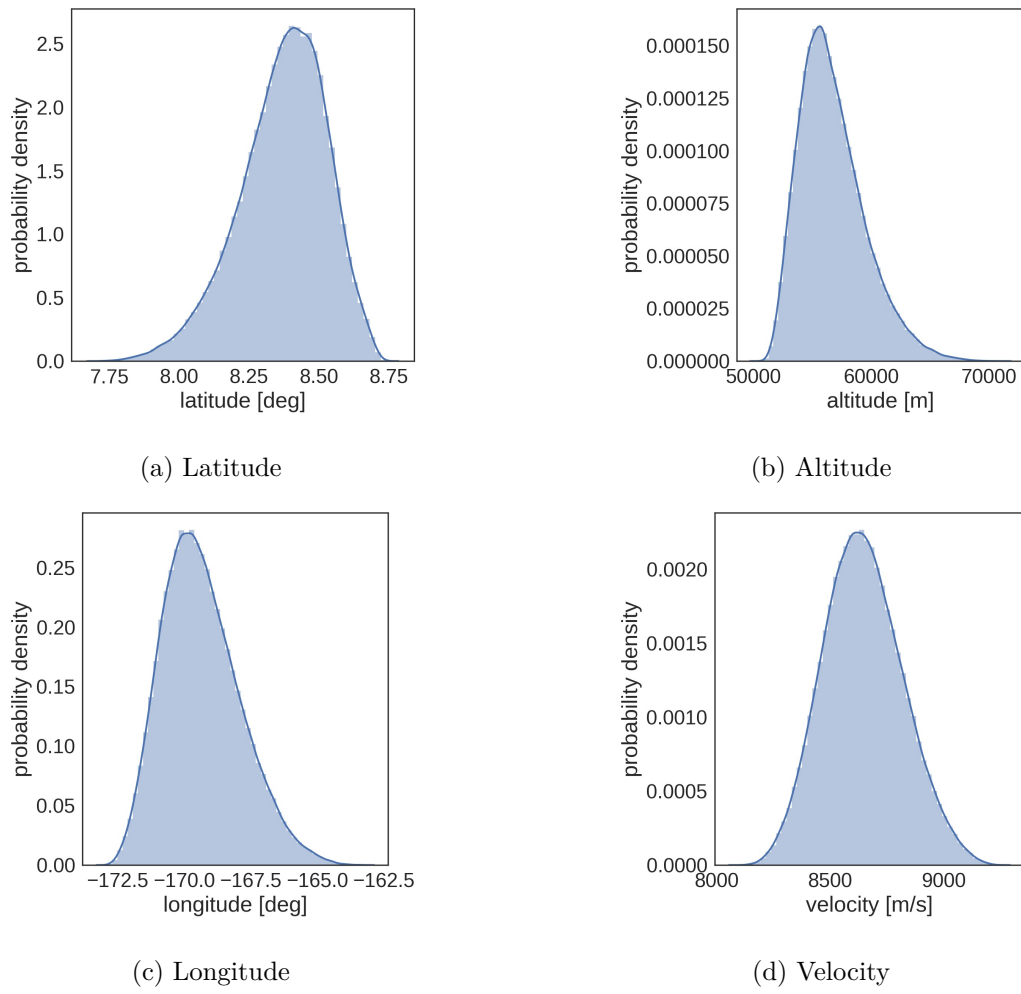 probability density
2.5
2.0
1.5
1.0
0.5
0.0
7.75 8.00 8.25 8.50 8.75
latitude [deg]
(a) Latitude
probability density
0.000150
0.000125
0.000100
0.000075
0.000050
0.000025
0.000000
50000 60000 70000
altitude [m]
(b) Altitude
probability density
0.25
0.20
0.15
0.10
0.05
0.00
−172.5 −170.0 −167.5 −165.0 −162.5
longitude [deg]
(c) Longitude
probability density
0.0020
0.0015
0.0010
0.0005
0.0000
8000 8500 9000
velocity [m/s]
(d) Velocity